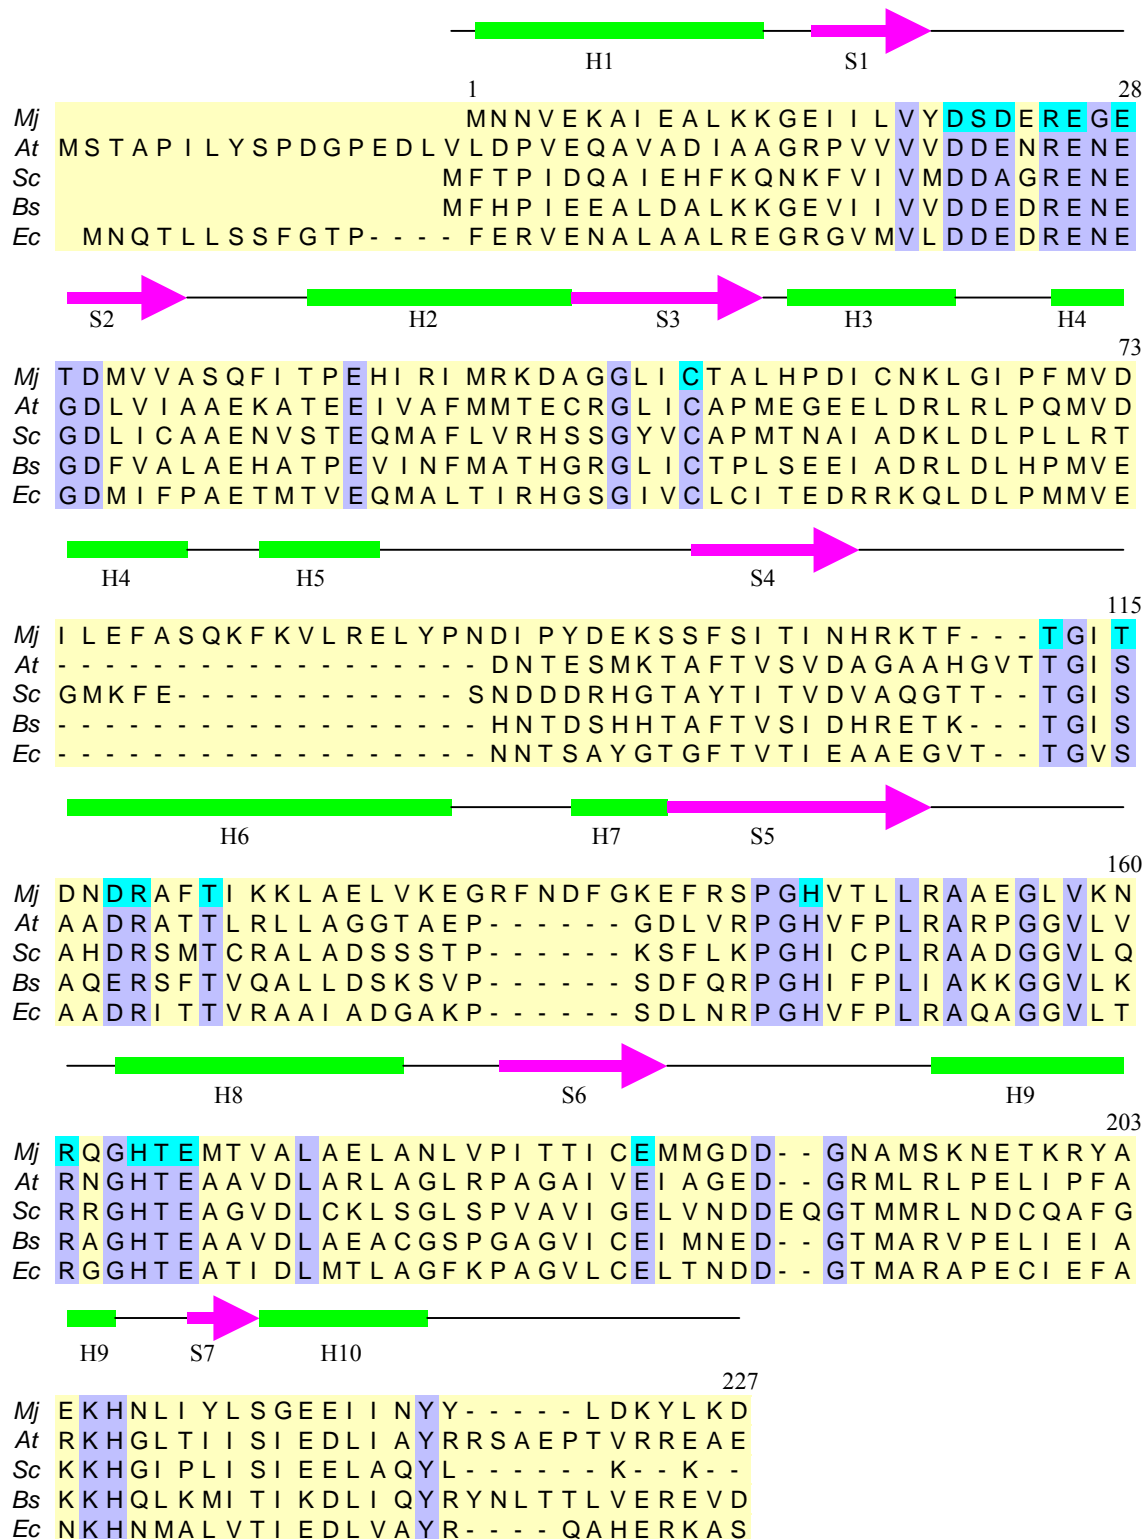 H1 S1
1 28
Mj MNNVEKAIEALKKGEIILVYDSDEREGE
At MSTAPILYSPDGPEDLVLDPVEQAVADIAAGRPVVVVDDENRENE
Sc MFTPIDQAIEHFKQNKFVIVMDDAGRENE
Bs MFHPIEEALDALKKGEVIIVVDDEDRENE
Ec MNQTLLSSFGTP----FERVENALAALREGRGVMVLDDEDRENE
S2 H2 S3 H3 H4
73
Mj TDMVVASQFITPEHIRIMRKDAGGLICTALHPDICNKLGIPFMVD
At GDLVIAAEKATEEIVAFMMTECRGLICAPMEGEELDRLRLPQMVD
Sc GDLICAAENVSTEQMAFLVRHSSGYVCAPMTNAIADKLDLPLLRT
Bs GDFVALAEHATPEVINFMATHGRGLICTPLSEEIADRLDLHPMVE
Ec GDMIFPAETMTVEQMALTIRHGSGIVCLCITEDRRKQLDLPMMVE
H4 H5 S4
115
Mj ILEFASQKFKVLRELYPNDIPYDEKSSFSITINHRKTF---TGIT
At ------------------DNTESMKTAFTVSVDAGAAHGVTTGIS
Sc GMKFE------------SNDDDRHGTAYTITVDVAQGTT--TGIS
Bs ------------------HNTDSHHTAFTVSIDHRETK---TGIS
Ec ------------------NNTSAYGTGFTVTIEAAEGVT--TGVS
H6 H7 S5
160
Mj DNDRAFTIKKLAELVKEGRFNDFGKEFRSPGHVTLLRAAEGLVKN
At AADRATTLRLLAGGTAEP------GDLVRPGHVFPLRARPGGVLV
Sc AHDRSMTCRALADSSSTP------KSFLKPGHICPLRAADGGVLQ
Bs AQERSFTVQALLDSKSVP------SDFQRPGHIFPLIAKKGGVLK
Ec AADRITTVRAAIADGAKP------SDLNRPGHVFPLRAQAGGVLT
H8 S6 H9
203
Mj RQGHTEMTVALAELANLVPITTICEMMGDD--GNAMSKNETKRYA
At RNGHTEAAVDLARLAGLRPAGAIVEIAGED--GRMLRLPELIPFA
Sc RRGHTEAGVDLCKLSGLSPVAVIGELVNDDEQGTMMRLNDCQAFG
Bs RAGHTEAAVDLAEACGSPGAGVICEIMNED--GTMARVPELIEIA
Ec RGGHTEATIDLMTLAGFKPAGVLCELTNDD--GTMARAPECIEFA
H9 S7 H10
227
Mj EKHNLIYLSGEEIINYY-----LDKYLKD
At RKHGLTIISIEDLIAYRRSAEPTVRREAE
Sc KKHGIPLISIEELAQYL------K--K--
Bs KKHQLKMITIKDLIQYRYNLTTLVEREVD
Ec NKHNMALVTIEDLVAYR----QAHERKAS